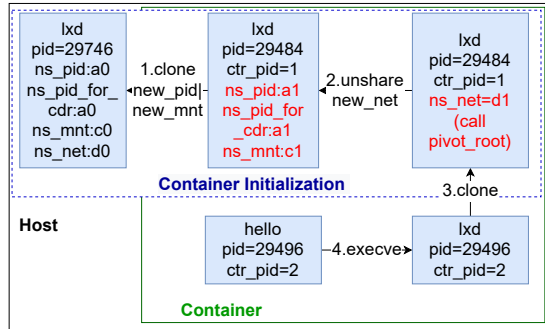 lxd
pid=29746
ns_pid:a0
ns_pid_for_
cdr:a0
ns_mnt:c0
ns_net:d0
1.clone
new_pid|
new_mnt
lxd
pid=29484
ctr_pid=1
ns_pid:a1
ns_pid_for
_cdr:a1
ns_mnt:c1
2.unshare
new_net
lxd
pid=29484
ctr_pid=1
ns_net=d1
(call
pivot_root)
Container Initialization
3.clone
Host
hello
pid=29496
ctr_pid=2
4.execve
lxd
pid=29496
ctr_pid=2
Container